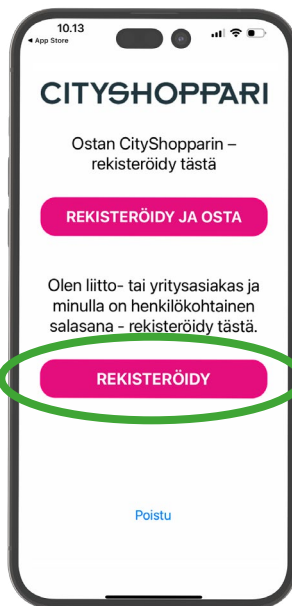 10.13
◀ App Store
CITYSHOPPARI
Ostan CityShopparin –
rekisteröidy tästä
REKISTERÖIDY JA OSTA
Olen liitto- tai yritysasiakas ja
minulla on henkilökohtainen
salasana - rekisteröidy tästä.
REKISTERÖIDY
Poistu